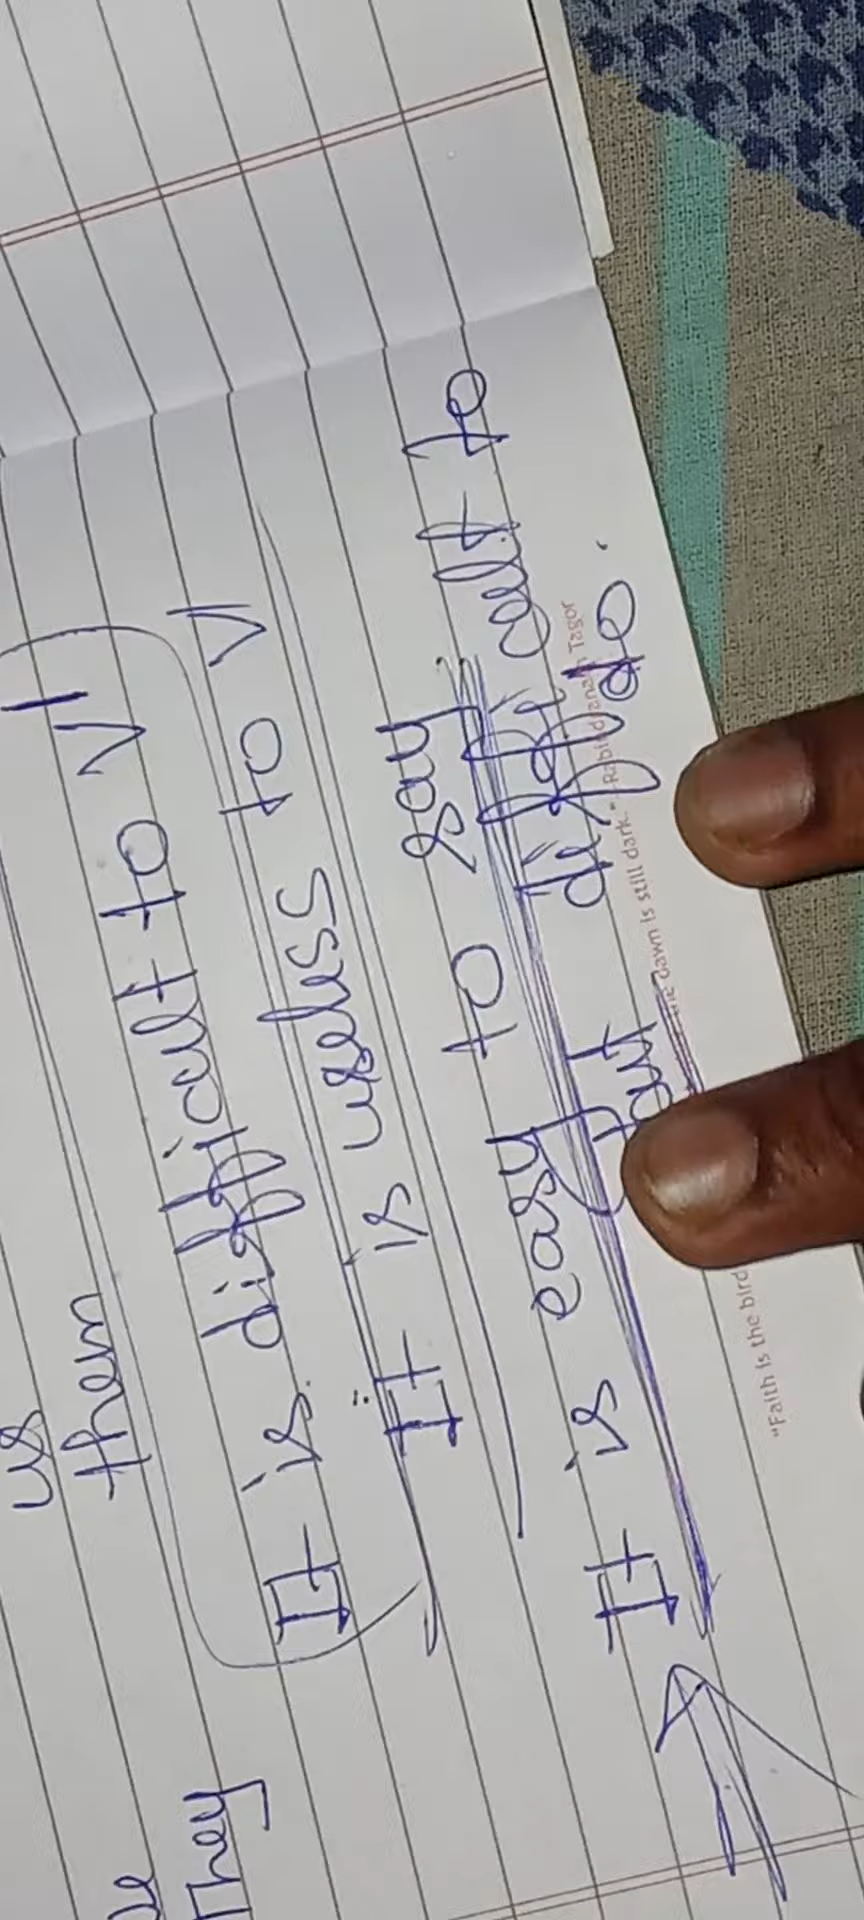 We us
They them
It is difficult to V1
It is useless to V1
It is easy to say
but difficult to
do.
"Faith is the bird dawn is still dark." - Rabindranath Tagor